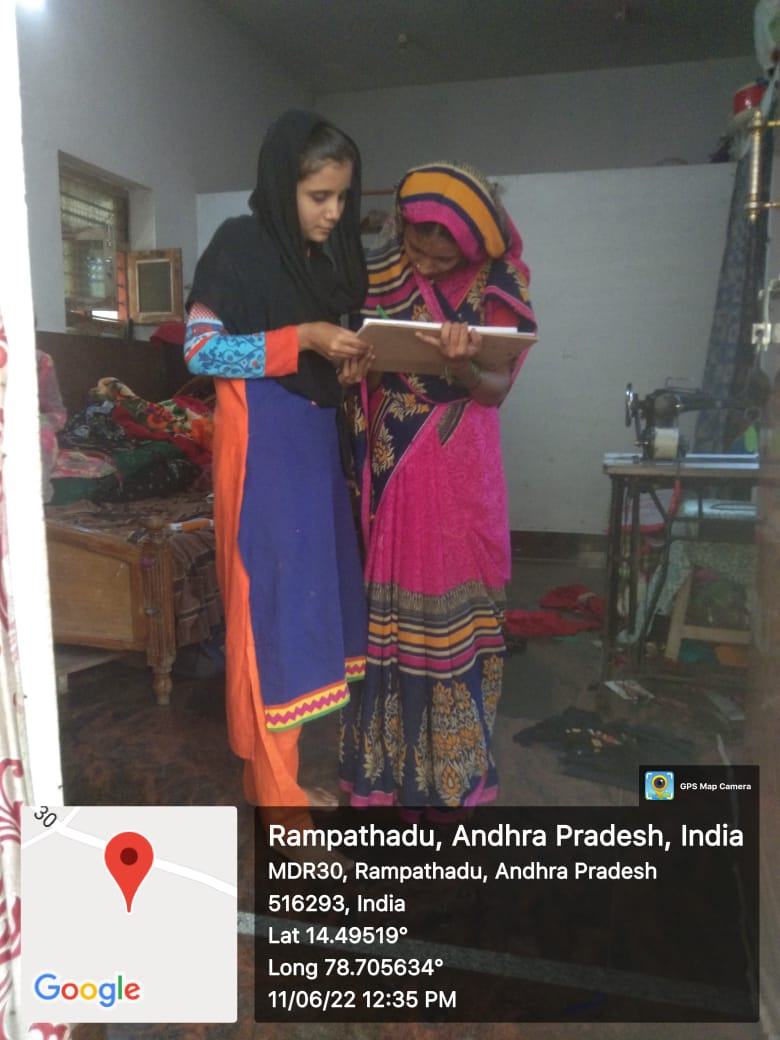 GPS Map Camera
30
Rampathadu, Andhra Pradesh, India
MDR30, Rampathadu, Andhra Pradesh
516293, India
Lat 14.49519°
Long 78.705634°
11/06/22 12:35 PM
Google